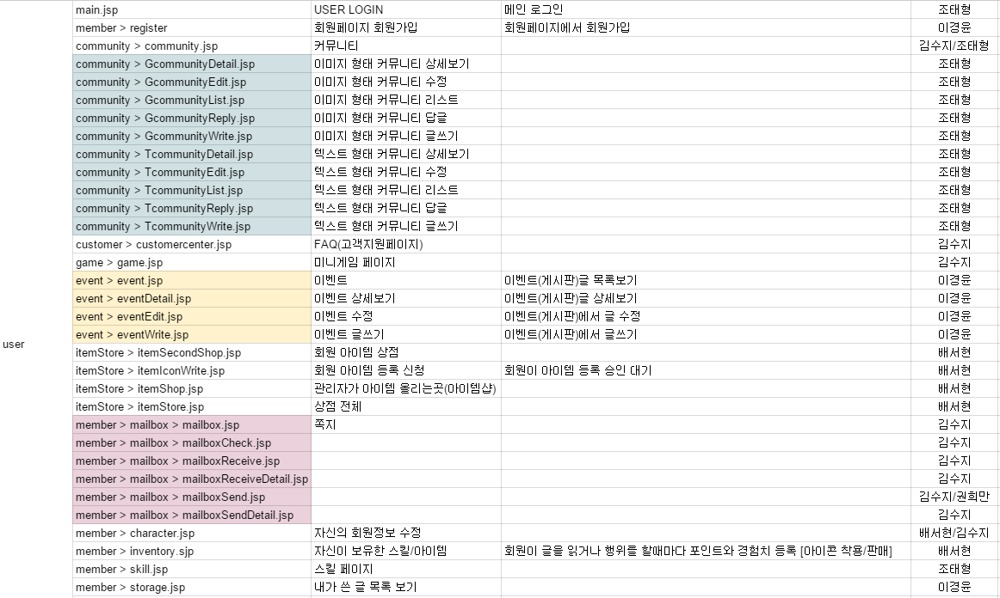 main.jsp USER LOGIN 메인 로그인 조태형
member > register 회원페이지 회원가입 회원페이지에서 회원가입 이경윤
community > community.jsp 커뮤니티 김수지/조태형
community > GcommunityDetail.jsp 이미지 형태 커뮤니티 상세보기 조태형
community > GcommunityEdit.jsp 이미지 형태 커뮤니티 수정 조태형
community > GcommunityList.jsp 이미지 형태 커뮤니티 리스트 조태형
community > GcommunityReply.jsp 이미지 형태 커뮤니티 답글 조태형
community > GcommunityWrite.jsp 이미지 형태 커뮤니티 글쓰기 조태형
community > TcommunityDetail.jsp 텍스트 형태 커뮤니티 상세보기 조태형
community > TcommunityEdit.jsp 텍스트 형태 커뮤니티 수정 조태형
community > TcommunityList.jsp 텍스트 형태 커뮤니티 리스트 조태형
community > TcommunityReply.jsp 텍스트 형태 커뮤니티 답글 조태형
community > TcommunityWrite.jsp 텍스트 형태 커뮤니티 글쓰기 조태형
customer > customercenter.jsp FAQ(고객지원페이지) 김수지
game > game.jsp 미니게임 페이지 김수지
event > event.jsp 이벤트 이벤트(게시판)글 목록보기 이경윤
event > eventDetail.jsp 이벤트 상세보기 이벤트(게시판)글 상세보기 이경윤
event > eventEdit.jsp 이벤트 수정 이벤트(게시판)에서 글 수정 이경윤
event > eventWrite.jsp 이벤트 글쓰기 이벤트(게시판)에서 글쓰기 이경윤
user
itemStore > itemSecondShop.jsp 회원 아이템 상점 배서현
itemStore > itemIconWrite.jsp 회원 아이템 등록 신청 회원이 아이템 등록 승인 대기 배서현
itemStore > itemShop.jsp 관리자가 아이템 올리는곳(아이템샵) 배서현
itemStore > itemStore.jsp 상점 전체 배서현
member > mailbox > mailbox.jsp 쪽지 김수지
member > mailbox > mailboxCheck.jsp 김수지
member > mailbox > mailboxReceive.jsp 김수지
member > mailbox > mailboxReceiveDetail.jsp 김수지
member > mailbox > mailboxSend.jsp 김수지/권희만
member > mailbox > mailboxSendDetail.jsp 김수지
member > character.jsp 자신의 회원정보 수정 배서현/김수지
member > inventory.sjp 자신이 보유한 스킬/아이템 회원이 글을 읽거나 행위를 할때마다 포인트와 경험치 등록 [아이콘 착용/판매] 배서현
member > skill.jsp 스킬 페이지 조태형
member > storage.jsp 내가 쓴 글 목록 보기 이경윤